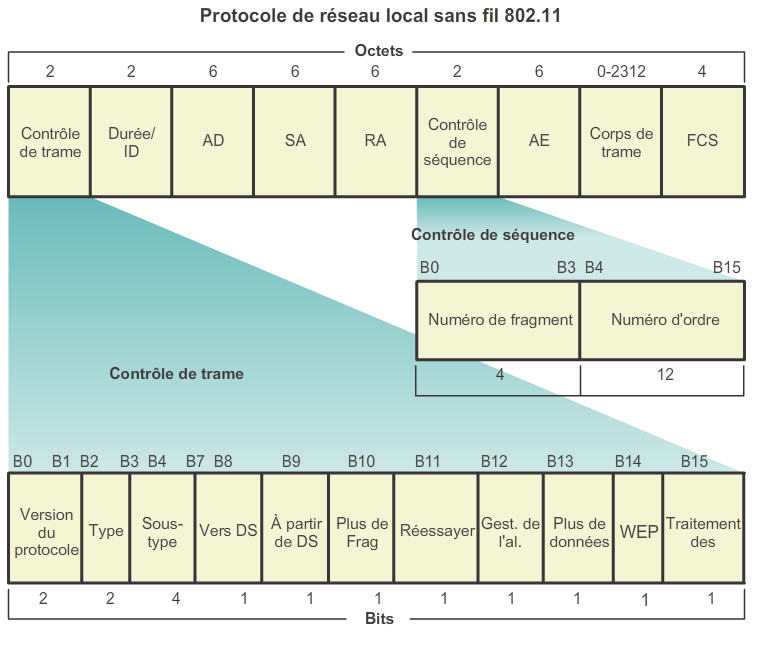 Protocole de réseau local sans fil 802.11
Octets
2 2 6 6 6 2 6 0-2312 4
Contrôle de trame
Durée/ ID
AD
SA
RA
Contrôle de séquence
AE
Corps de trame
FCS
Contrôle de séquence
B0 B3 B4 B15
Numéro de fragment
Numéro d'ordre
4 12
Contrôle de trame
B0 B1 B2 B3 B4 B7 B8 B9 B10 B11 B12 B13 B14 B15
Version du protocole
Type
Sous-type
Vers DS
À partir de DS
Plus de Frag
Réessayer
Gest. de l'al.
Plus de données
WEP
Traitement des
2 2 4 1 1 1 1 1 1 1 1
Bits